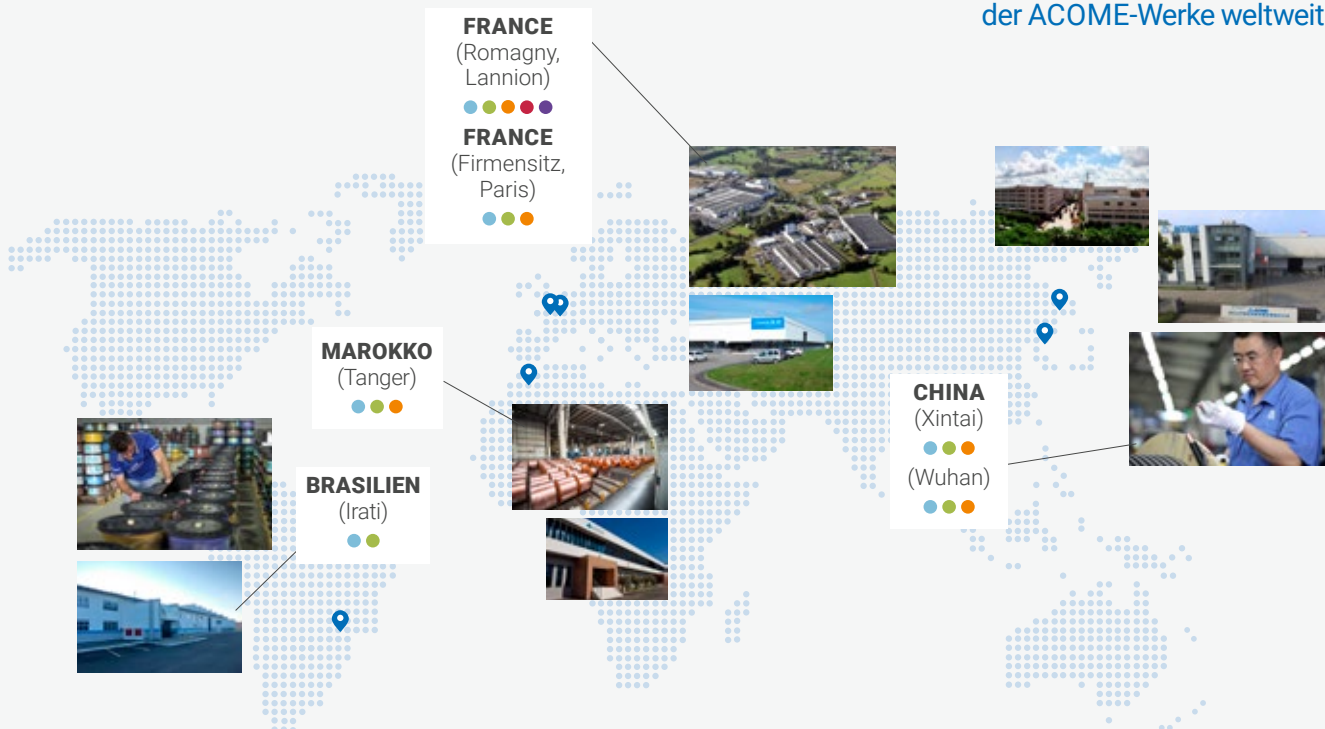 der ACOME-Werke weltweit
FRANCE
(Romagny,
Lannion)
FRANCE
(Firmensitz,
Paris)
MAROKKO
(Tanger)
BRASILIEN
(Irati)
CHINA
(Xintai)
(Wuhan)